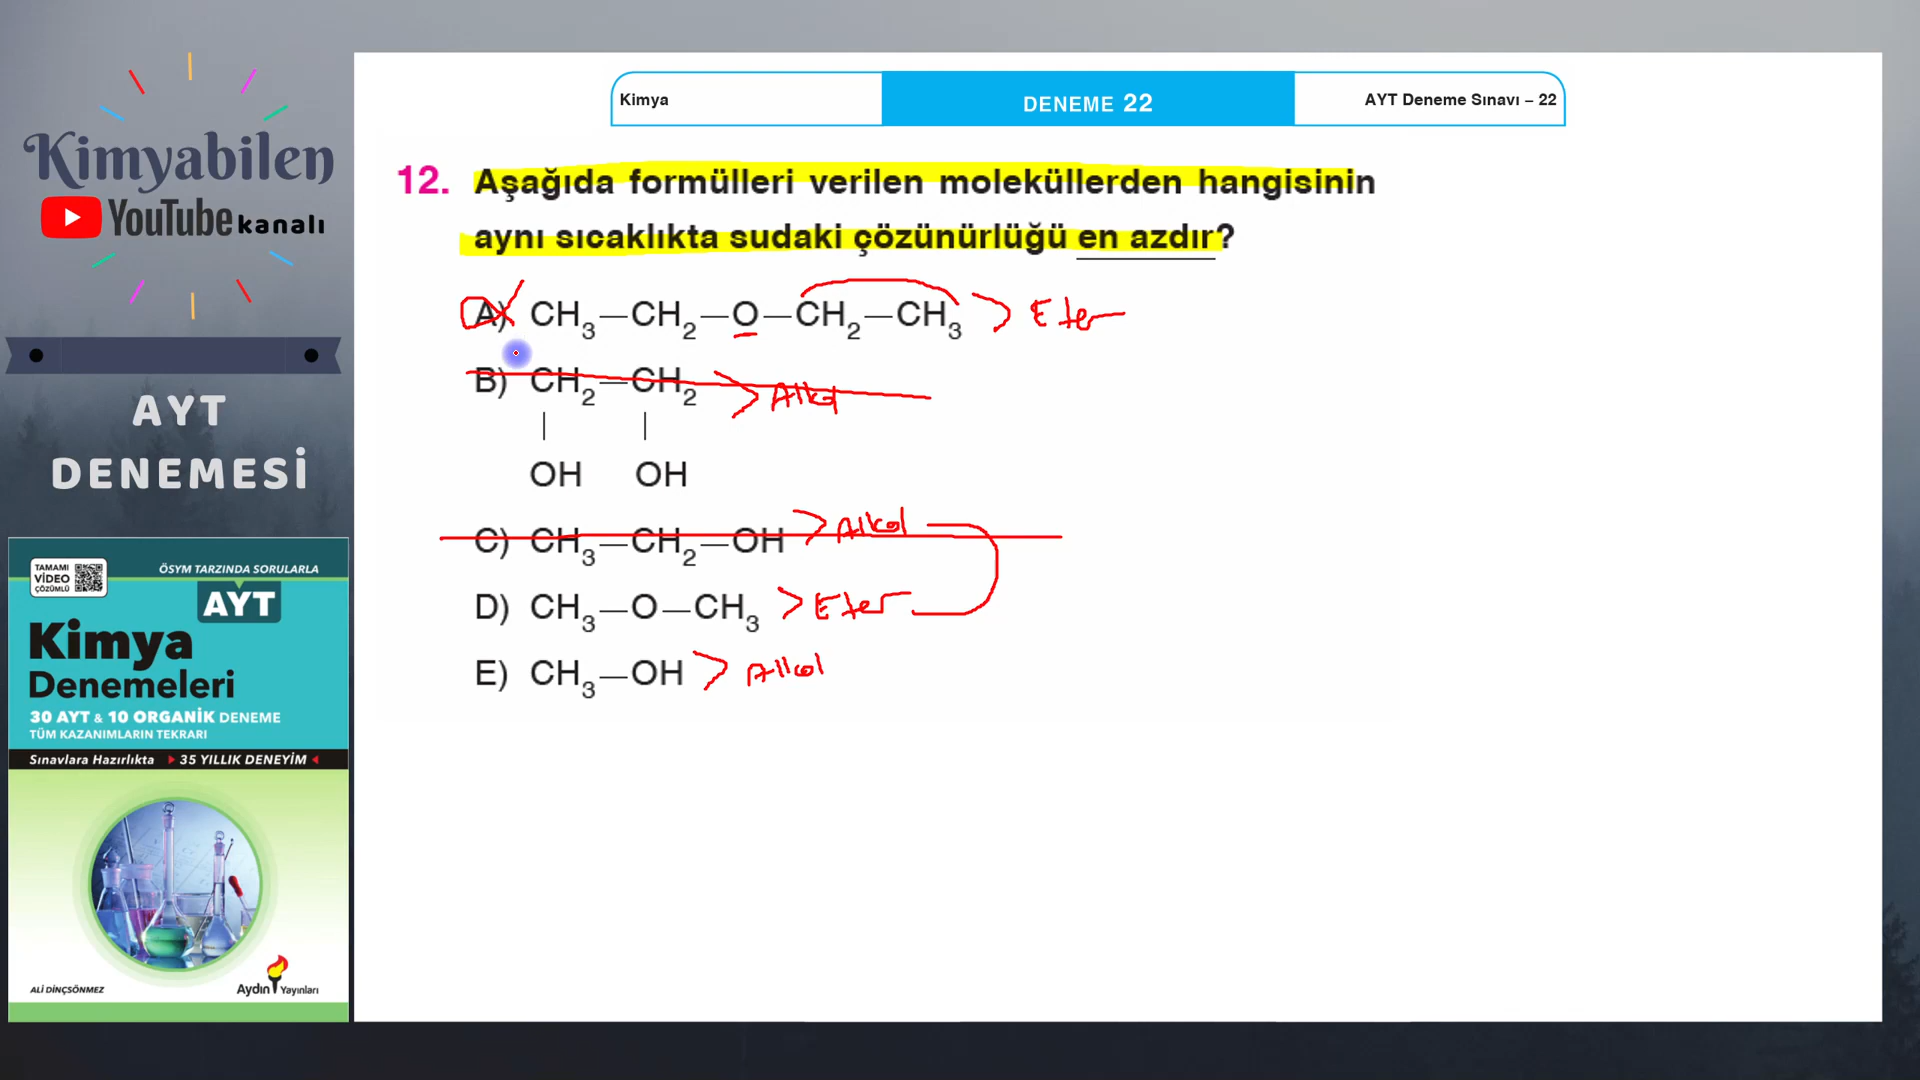 Kimyabilen
YouTube kanalı
AYT
DENEMESİ
TAMAMI
VİDEO
ÇÖZÜMLÜ
ÖSYM TARZINDA SORULARLA
AYT
Kimya
Denemeleri
30 AYT & 10 ORGANİK DENEME
TÜM KAZANIMLARIN TEKRARI
Sınavlara Hazırlıkta 35 YILLIK DENEYİM
ALİ DİNÇSÖNMEZ
Aydın Yayınları
Kimya DENEME 22 AYT Deneme Sınavı – 22
12. Aşağıda formülleri verilen moleküllerden hangisinin
aynı sıcaklıkta sudaki çözünürlüğü en azdır?
A) CH3—CH2—O—CH2—CH3 > Eter
B) CH2—CH2 > Alkol
| |
OH OH
C) CH3—CH2—OH > Alkol
D) CH3—O—CH3 > Eter
E) CH3—OH > Alkol